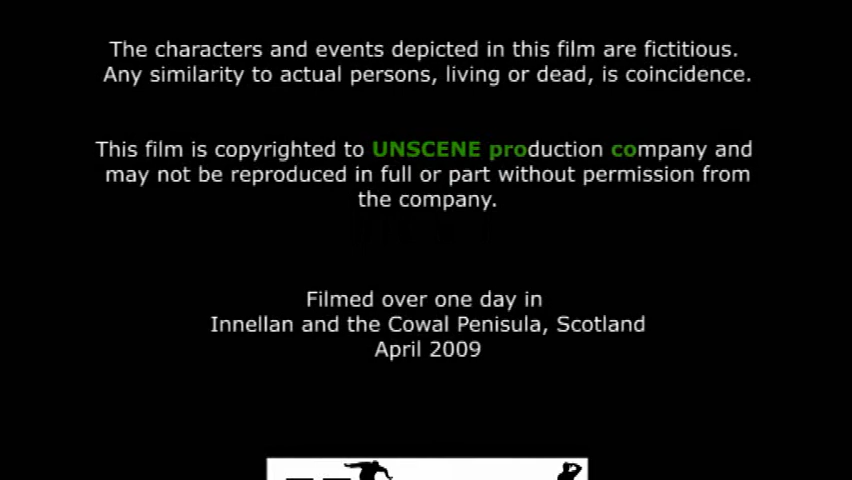 The characters and events depicted in this film are fictitious.
Any similarity to actual persons, living or dead, is coincidence.
This film is copyrighted to UNSCENE production company and
may not be reproduced in full or part without permission from
the company.
Filmed over one day in
Innellan and the Cowal Penisula, Scotland
April 2009